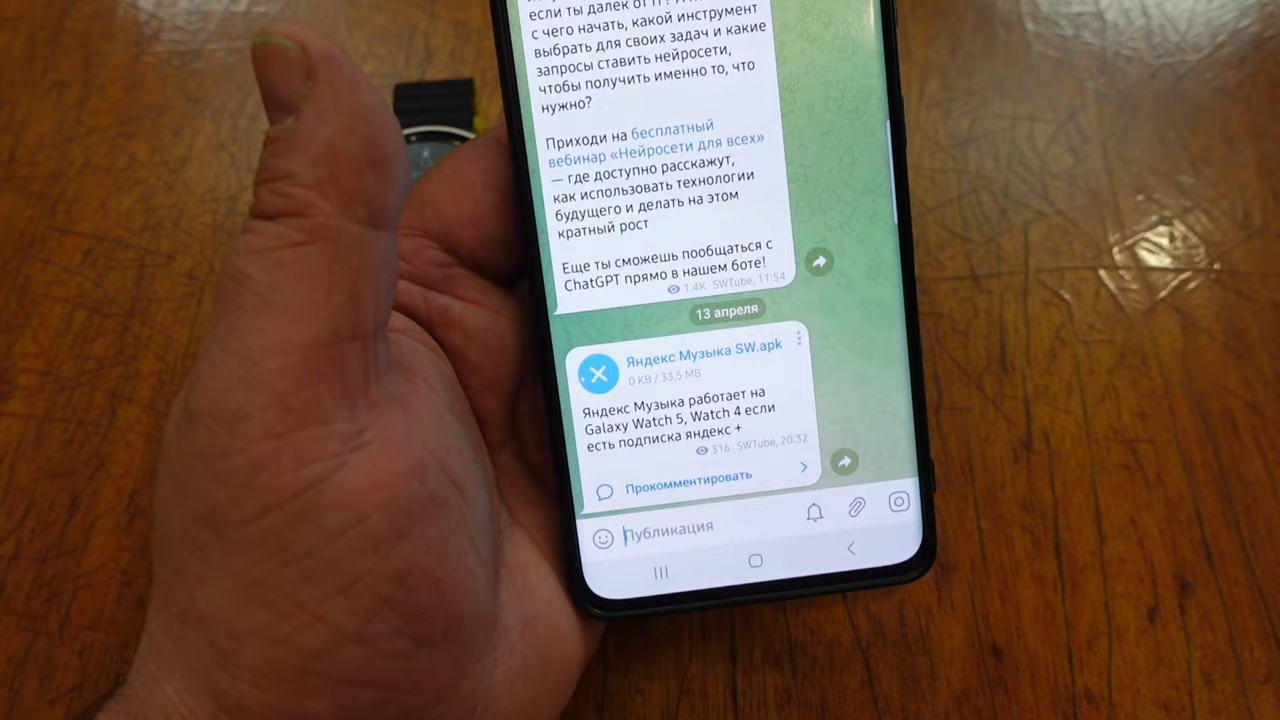 если ты далек от
с чего начать, какой инструмент
выбрать для своих задач и какие
запросы ставить нейросети,
чтобы получить именно то, что
нужно?
Приходи на бесплатный
вебинар «Нейросети для всех»
— где доступно расскажут,
как использовать технологии
будущего и делать на этом
кратный рост
Еще ты сможешь пообщаться с
ChatGPT прямо в нашем боте!
1.4K SWTube, 11:54
13 апреля
Яндекс Музыка SW.apk
0 KB / 33,5 MB
Яндекс Музыка работает на
Galaxy Watch 5, Watch 4 если
есть подписка яндекс +
316 SWTube, 20:32
Прокомментировать
Публикация